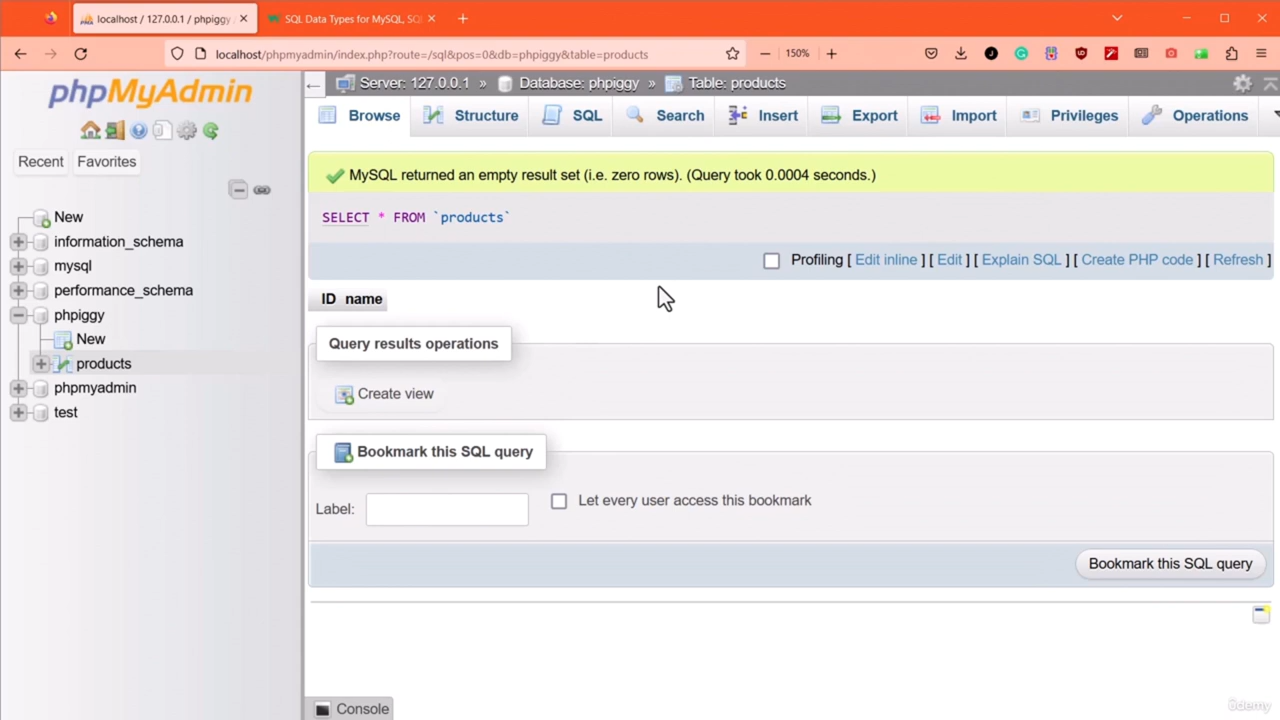 localhost / 127.0.0.1 / phpiggy /
SQL Data Types for MySQL, SQ
localhost/phpmyadmin/index.php?route=/sql&pos=0&db=phpiggy&table=products
150%
phpMyAdmin
Recent
Favorites
New
information_schema
mysql
performance_schema
phpiggy
New
products
phpmyadmin
test
Server: 127.0.0.1 » Database: phpiggy » Table: products
Browse
Structure
SQL
Search
Insert
Export
Import
Privileges
Operations
MySQL returned an empty result set (i.e. zero rows). (Query took 0.0004 seconds.)
SELECT * FROM `products`
Profiling [ Edit inline ] [ Edit ] [ Explain SQL ] [ Create PHP code ] [ Refresh ]
ID name
Query results operations
Create view
Bookmark this SQL query
Label:
Let every user access this bookmark
Bookmark this SQL query
Console
ûdemy